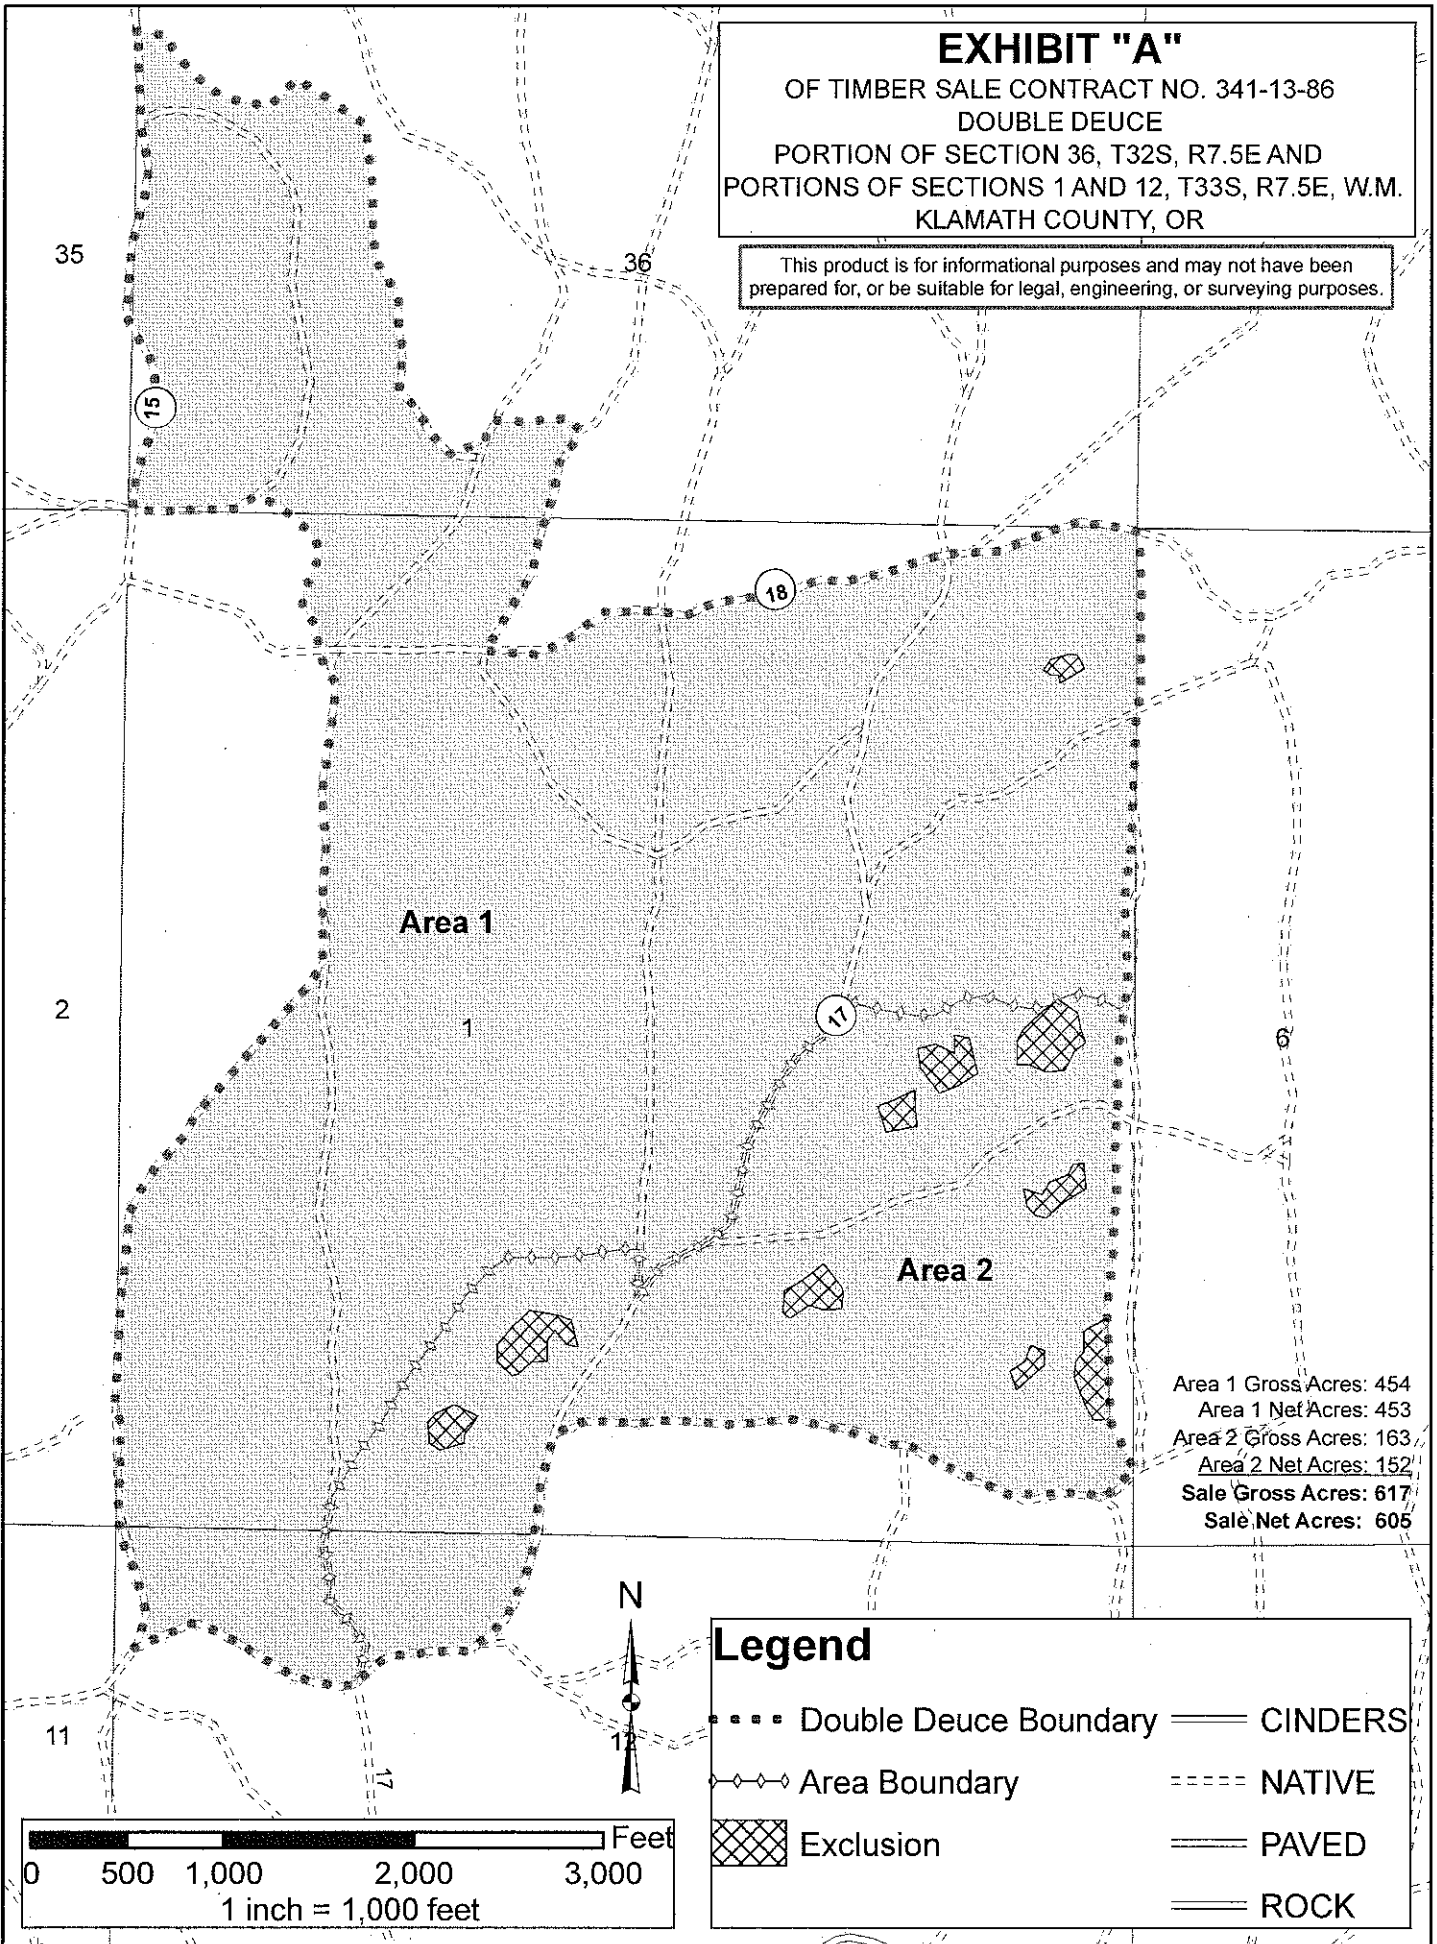 EXHIBIT "A"
OF TIMBER SALE CONTRACT NO. 341-13-86
DOUBLE DEUCE
PORTION OF SECTION 36, T32S, R7.5E AND
PORTIONS OF SECTIONS 1 AND 12, T33S, R7.5E, W.M.
KLAMATH COUNTY, OR
This product is for informational purposes and may not have been
prepared for, or be suitable for legal, engineering, or surveying purposes.
35
36
15
18
Area 1
2
1
17
6
Area 2
Area 1 Gross Acres: 454
Area 1 Net Acres: 453
Area 2 Gross Acres: 163
Area 2 Net Acres: 152
Sale Gross Acres: 617
Sale Net Acres: 605
N
11
17
12
Legend
Double Deuce Boundary
Area Boundary
Exclusion
CINDERS
NATIVE
PAVED
ROCK
Feet
0 500 1,000 2,000 3,000
1 inch = 1,000 feet